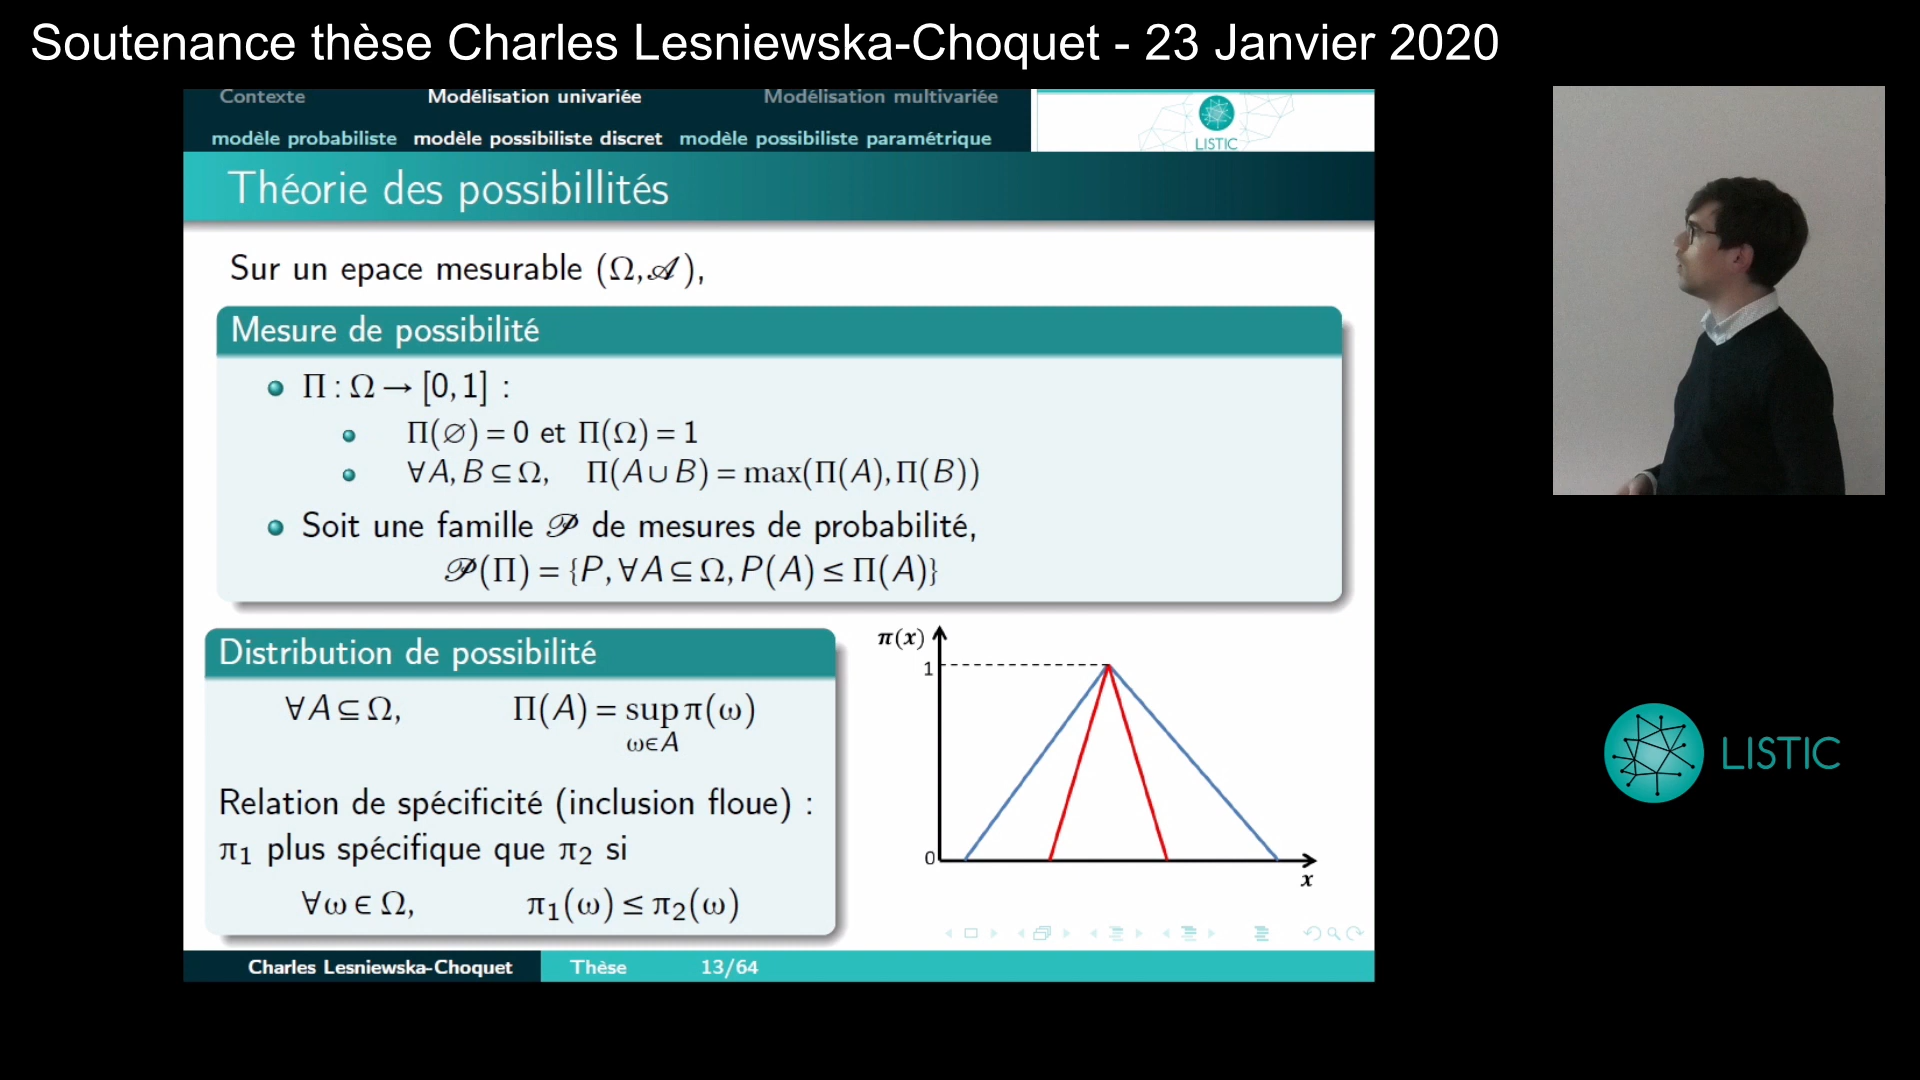 Soutenance thèse Charles Lesniewska-Choquet - 23 Janvier 2020
Contexte Modélisation univariée Modélisation multivariée
modèle probabiliste modèle possibiliste discret modèle possibiliste paramétrique
LISTIC
Théorie des possibillités
Sur un epace mesurable (Ω,𝒜),
Mesure de possibilité
Π : Ω → [0,1] :
Π(∅) = 0 et Π(Ω) = 1
∀A,B ⊆ Ω, Π(A∪B) = max(Π(A),Π(B))
Soit une famille 𝒫 de mesures de probabilité,
𝒫(Π) = {P,∀A ⊆ Ω,P(A) ≤ Π(A)}
Distribution de possibilité
∀A ⊆ Ω, Π(A) = sup π(ω)
ω∈A
Relation de spécificité (inclusion floue) :
π₁ plus spécifique que π₂ si
∀ω ∈ Ω, π₁(ω) ≤ π₂(ω)
π(x)
1
0
x
LISTIC
Charles Lesniewska-Choquet Thèse 13/64